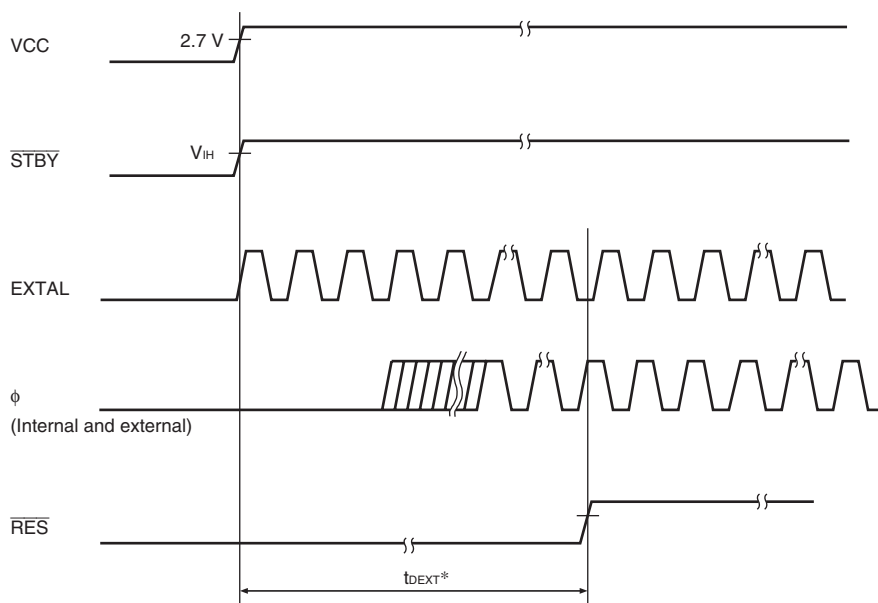 VCC
2.7 V
STBY
VIH
EXTAL
φ
(Internal and external)
RES
tDEXT*